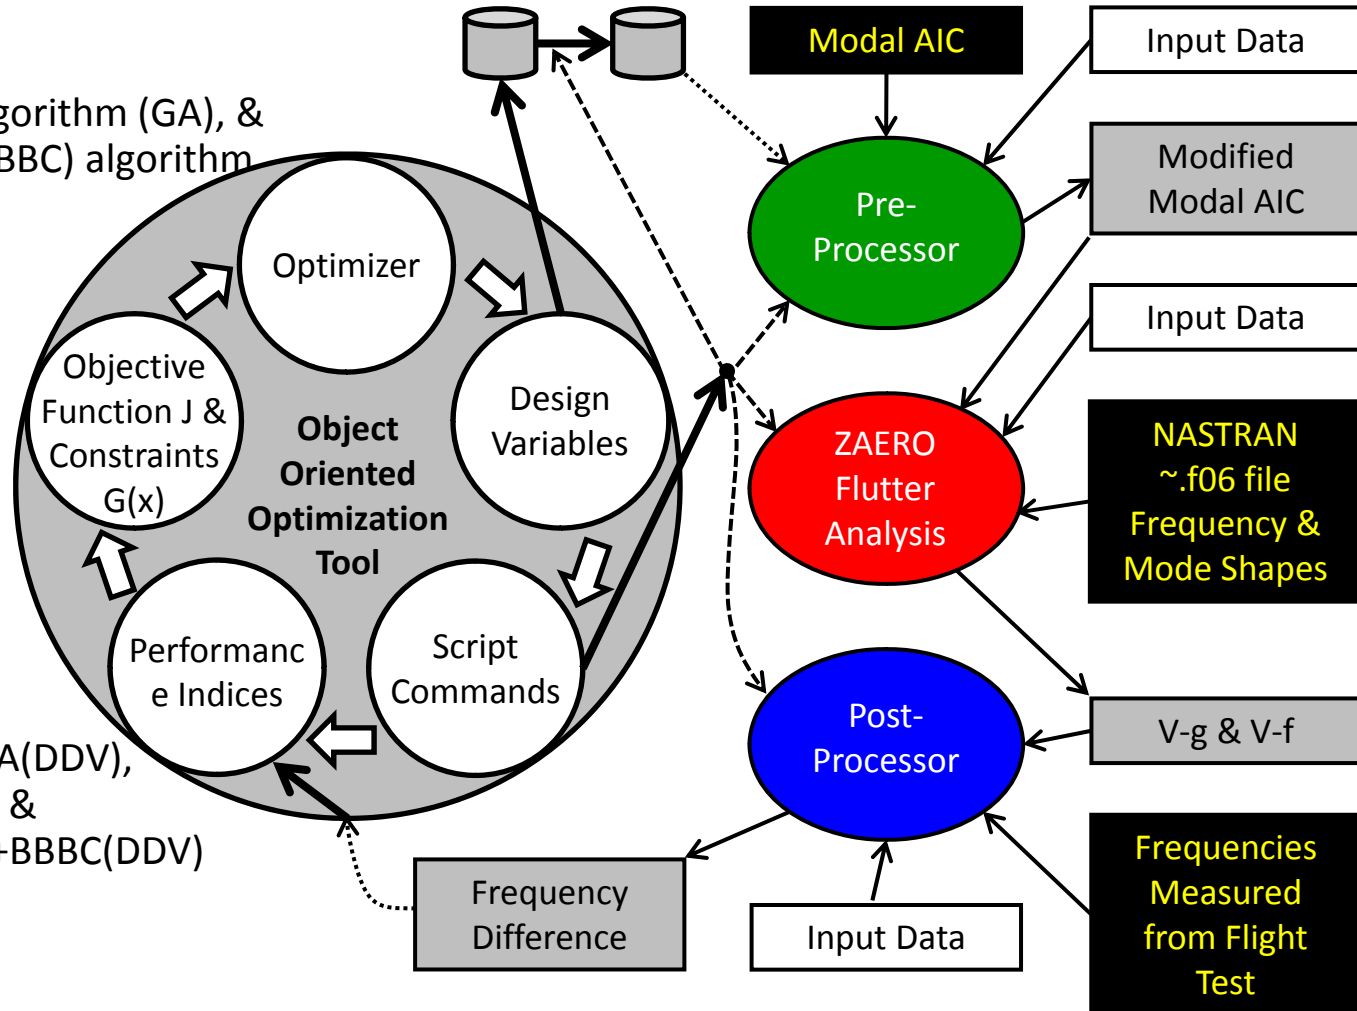 Modal AIC
Input Data
gorithm (GA), &
BBC) algorithm
Modified
Modal AIC
Pre-
Processor
Optimizer
Input Data
Objective
Function J &
Constraints
G(x)
Design
Variables
Object
Oriented
Optimization
Tool
ZAERO
Flutter
Analysis
NASTRAN
~.f06 file
Frequency &
Mode Shapes
Performanc
e Indices
Script
Commands
Post-
Processor
V-g & V-f
A(DDV),
&
+BBBC(DDV)
Frequency
Difference
Input Data
Frequencies
Measured
from Flight
Test